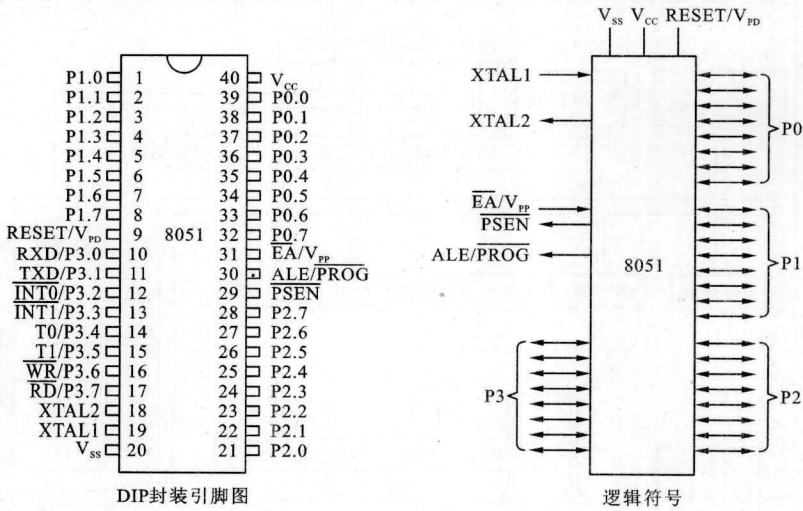 P1.0 1 40 VCC
P1.1 2 39 P0.0
P1.2 3 38 P0.1
P1.3 4 37 P0.2
P1.4 5 36 P0.3
P1.5 6 35 P0.4
P1.6 7 34 P0.5
P1.7 8 33 P0.6
RESET/VPD 9 8051 32 P0.7
RXD/P3.0 10 31 EA/VPP
TXD/P3.1 11 30 ALE/PROG
INT0/P3.2 12 29 PSEN
INT1/P3.3 13 28 P2.7
T0/P3.4 14 27 P2.6
T1/P3.5 15 26 P2.5
WR/P3.6 16 25 P2.4
RD/P3.7 17 24 P2.3
XTAL2 18 23 P2.2
XTAL1 19 22 P2.1
VSS 20 21 P2.0
DIP封装引脚图
VSS VCC RESET/VPD
XTAL1
XTAL2
P0
EA/VPP
PSEN
ALE/PROG
8051
P1
P3
P2
逻辑符号